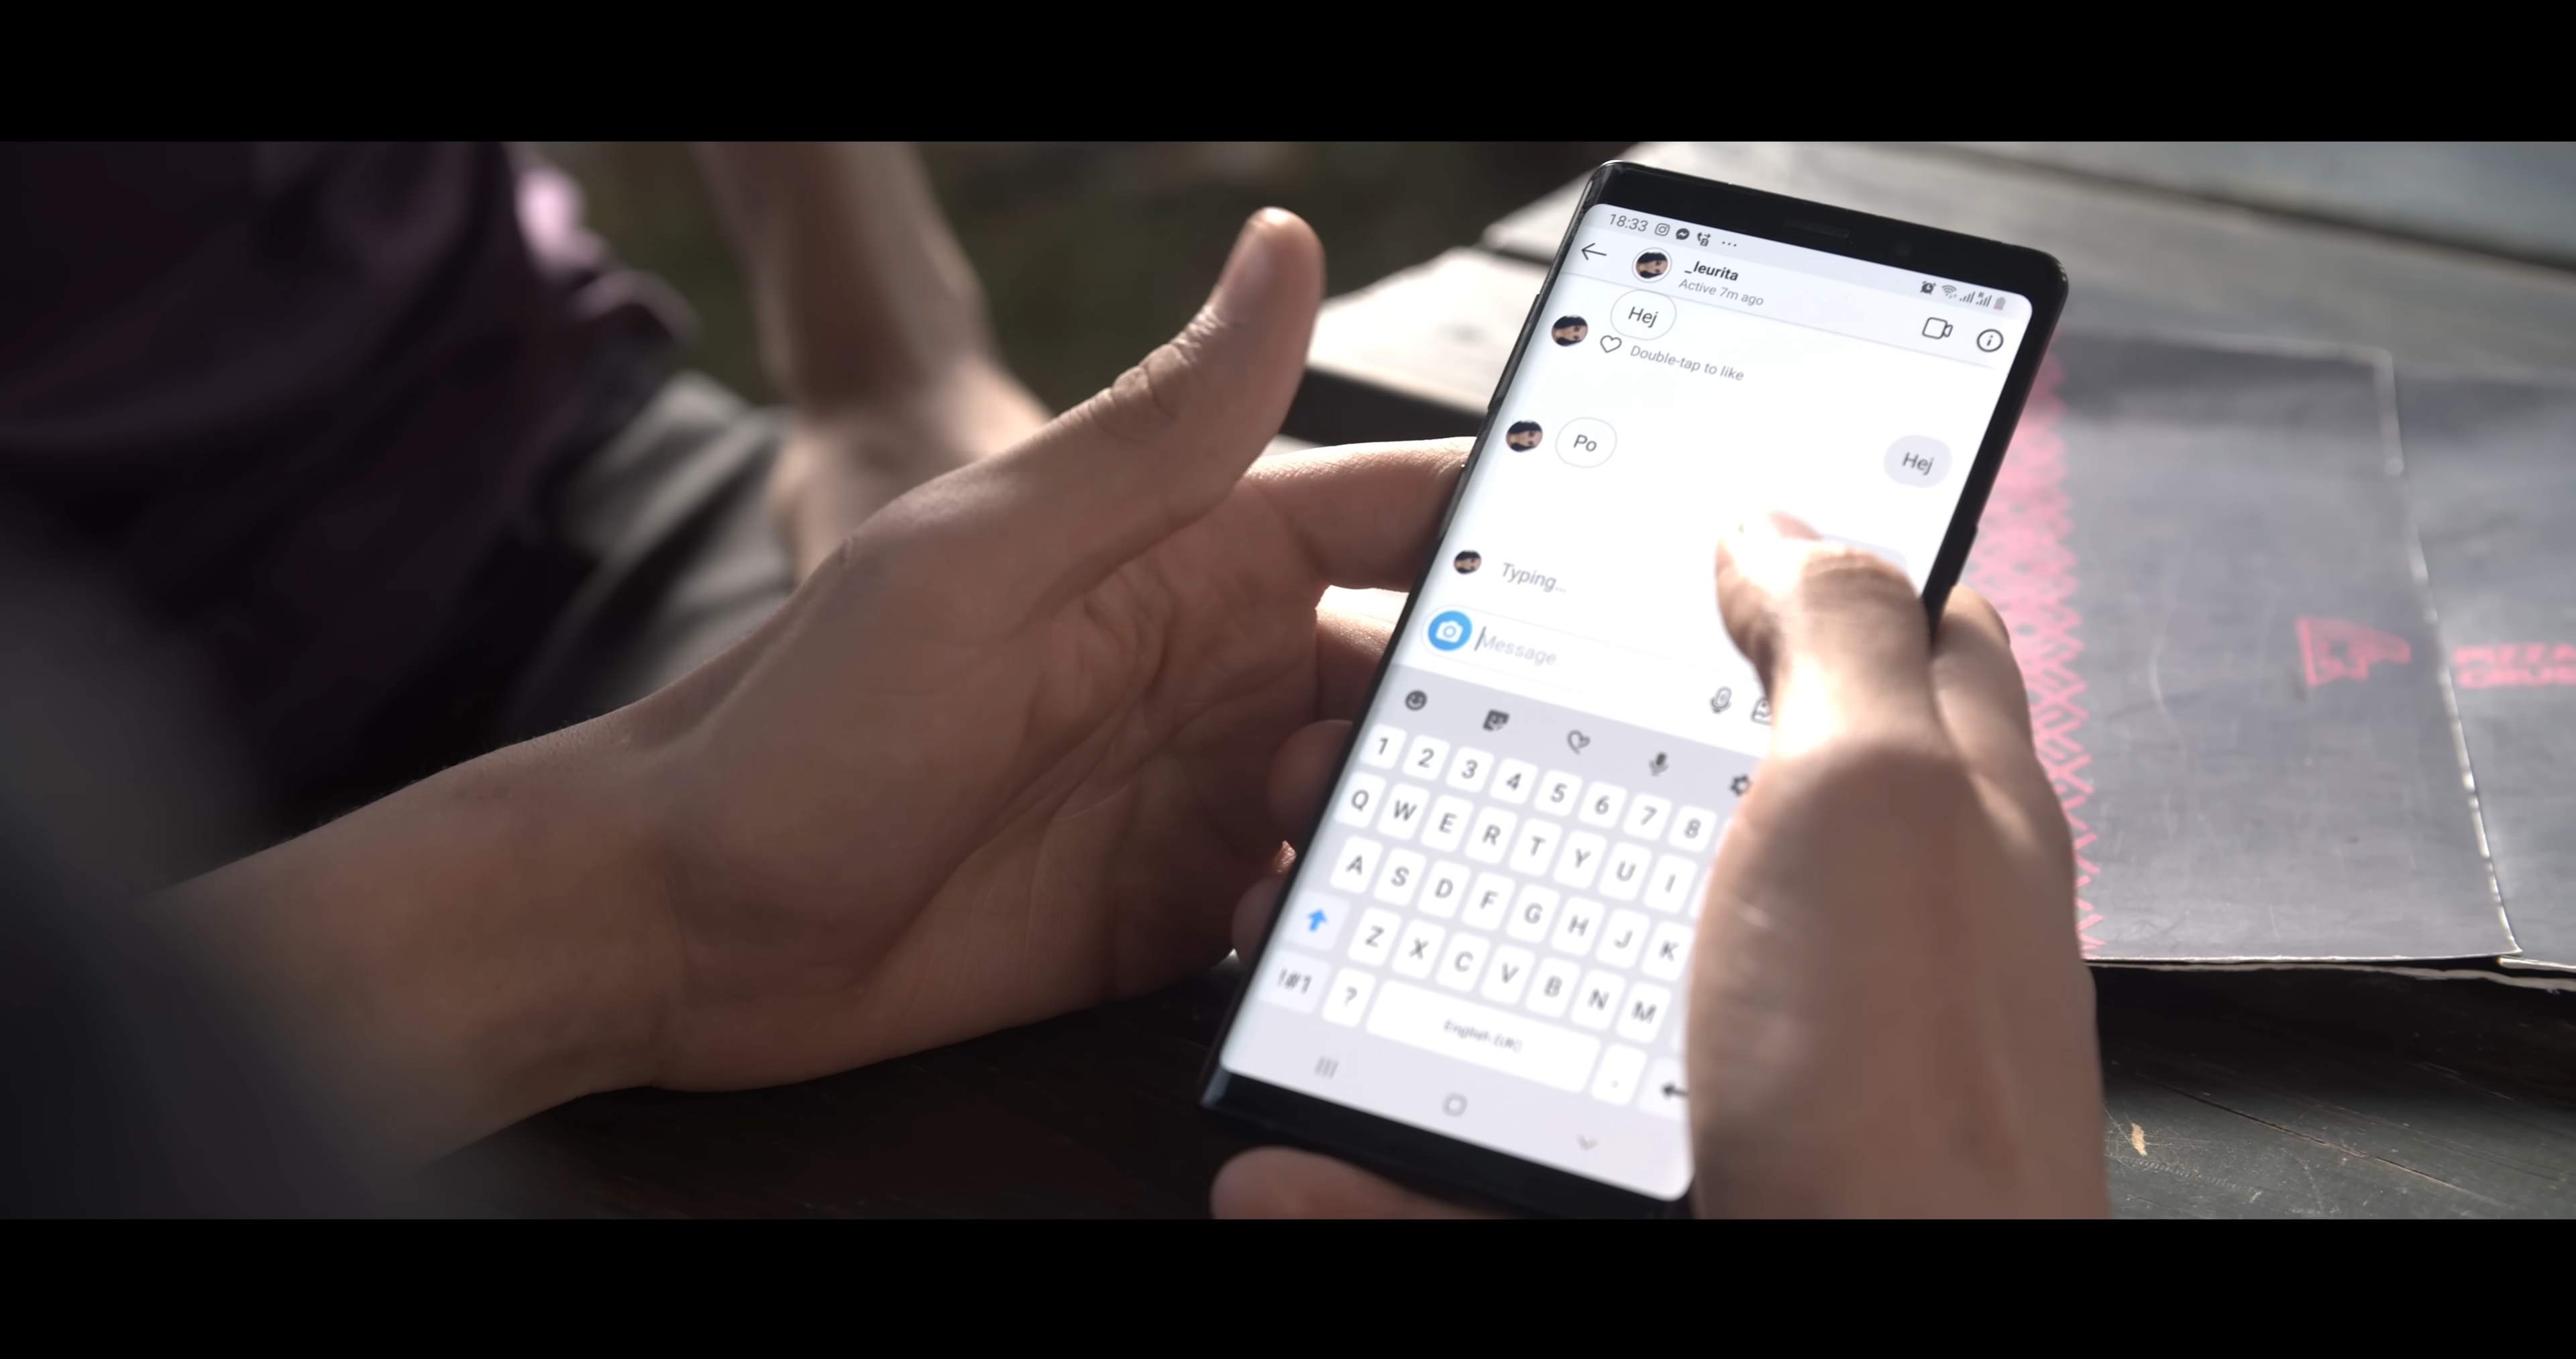 18:33
_leurita
Active 7m ago
Hej
Double-tap to like
Hej
Po
Typing...
Message
1 2 3 4 5 6 7 8
Q W E R T Y U I
A S D F G H J K
Z X C V B N M
!#1 ? English (UK) .
PIZZA